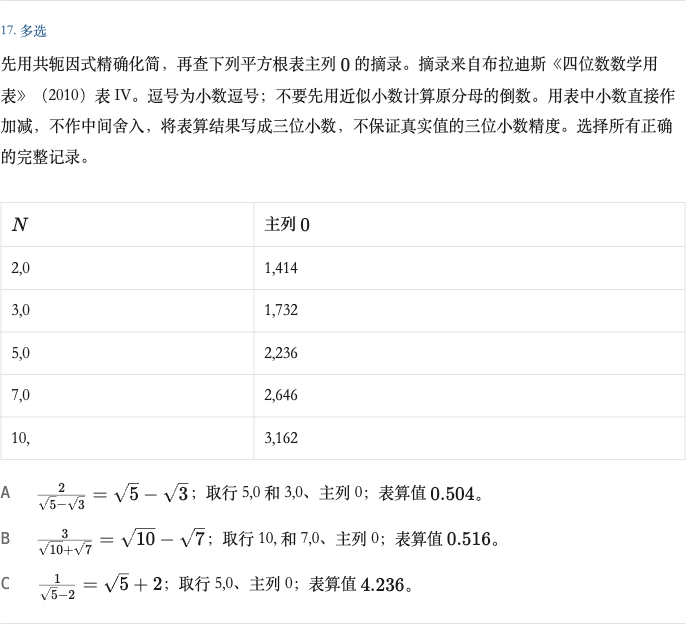 17. 多选
先用共轭因式精确化简，再查下列平方根表主列 0 的摘录。摘录来自布拉迪斯《四位数数学用
表》（2010）表 IV。逗号为小数逗号；不要先用近似小数计算原分母的倒数。用表中小数直接作
加减，不作中间舍入，将表算结果写成三位小数，不保证真实值的三位小数精度。选择所有正确
的完整记录。
N 主列 0
2,0 1,414
3,0 1,732
5,0 2,236
7,0 2,646
10, 3,162
A 2/(√5−√3) = √5 − √3；取行 5,0 和 3,0、主列 0；表算值 0.504。
B 3/(√10+√7) = √10 − √7；取行 10, 和 7,0、主列 0；表算值 0.516。
C 1/(√5−2) = √5 + 2；取行 5,0、主列 0；表算值 4.236。